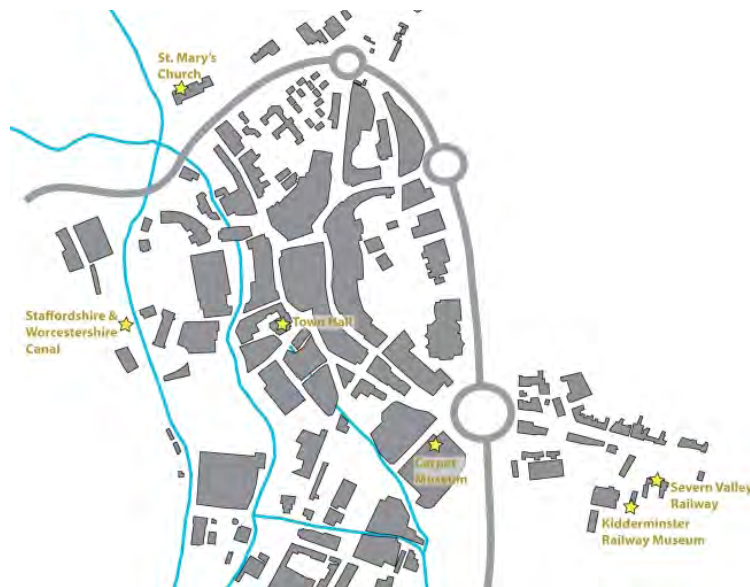 St. Mary's
Church
Staffordshire &
Worcestershire
Canal
Town Hall
Carpet
Museum
Severn Valley
Railway
Kidderminster
Railway Museum